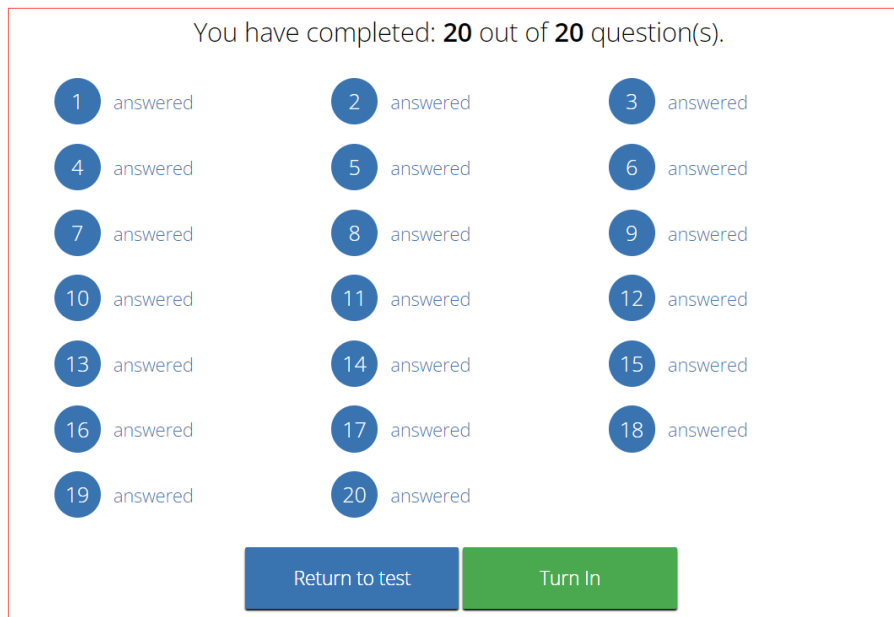 You have completed: 20 out of 20 question(s).
1 answered 2 answered 3 answered
4 answered 5 answered 6 answered
7 answered 8 answered 9 answered
10 answered 11 answered 12 answered
13 answered 14 answered 15 answered
16 answered 17 answered 18 answered
19 answered 20 answered
Return to test Turn In